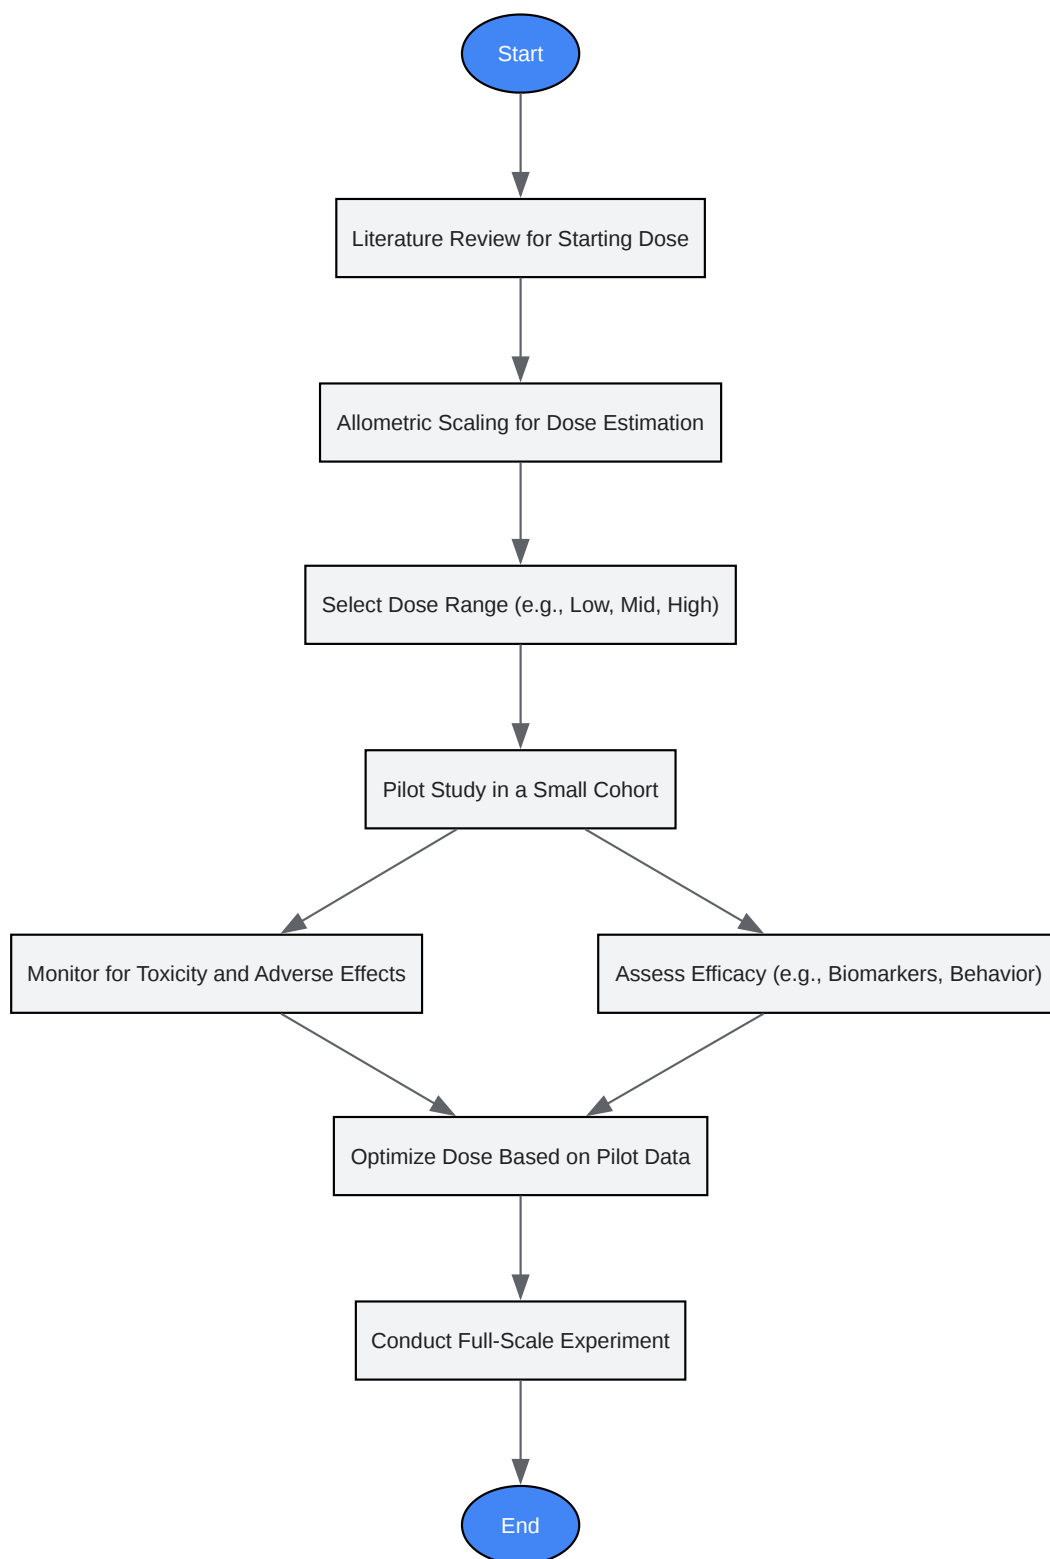 Start
Literature Review for Starting Dose
Allometric Scaling for Dose Estimation
Select Dose Range (e.g., Low, Mid, High)
Pilot Study in a Small Cohort
Monitor for Toxicity and Adverse Effects
Assess Efficacy (e.g., Biomarkers, Behavior)
Optimize Dose Based on Pilot Data
Conduct Full-Scale Experiment
End